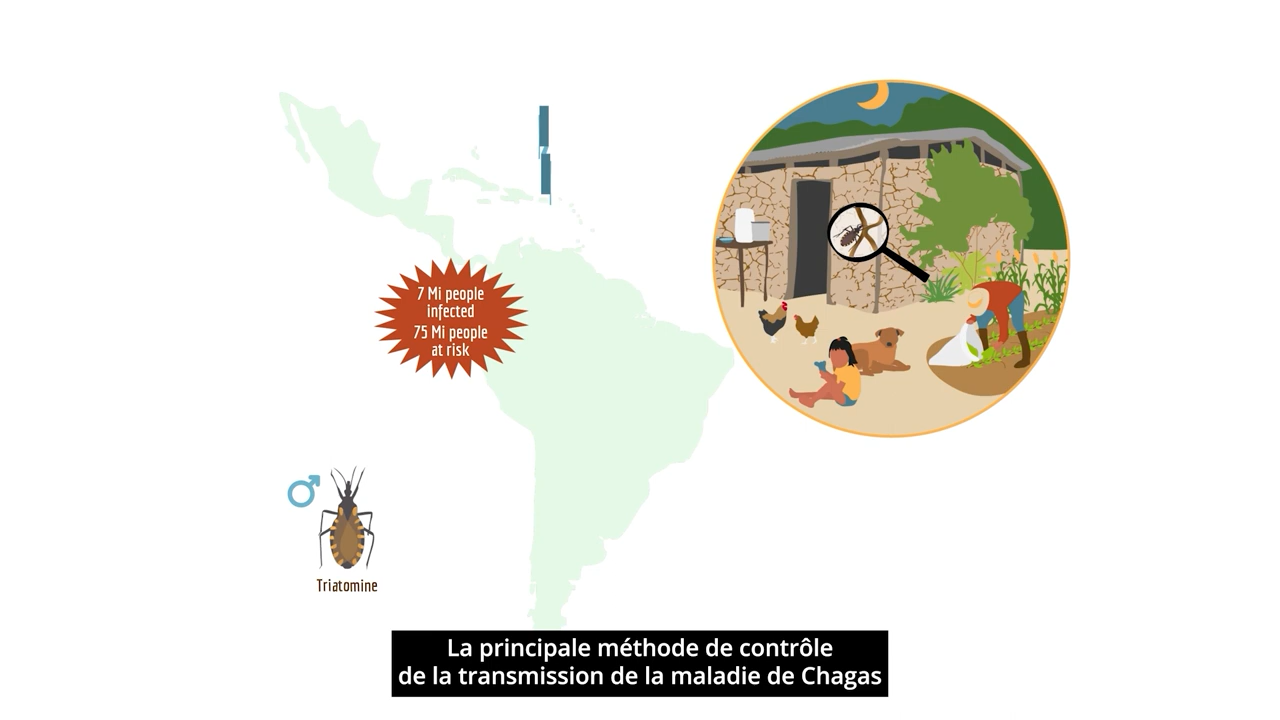 7 Mi people
infected
75 Mi people
at risk
Triatomine
La principale méthode de contrôle
de la transmission de la maladie de Chagas